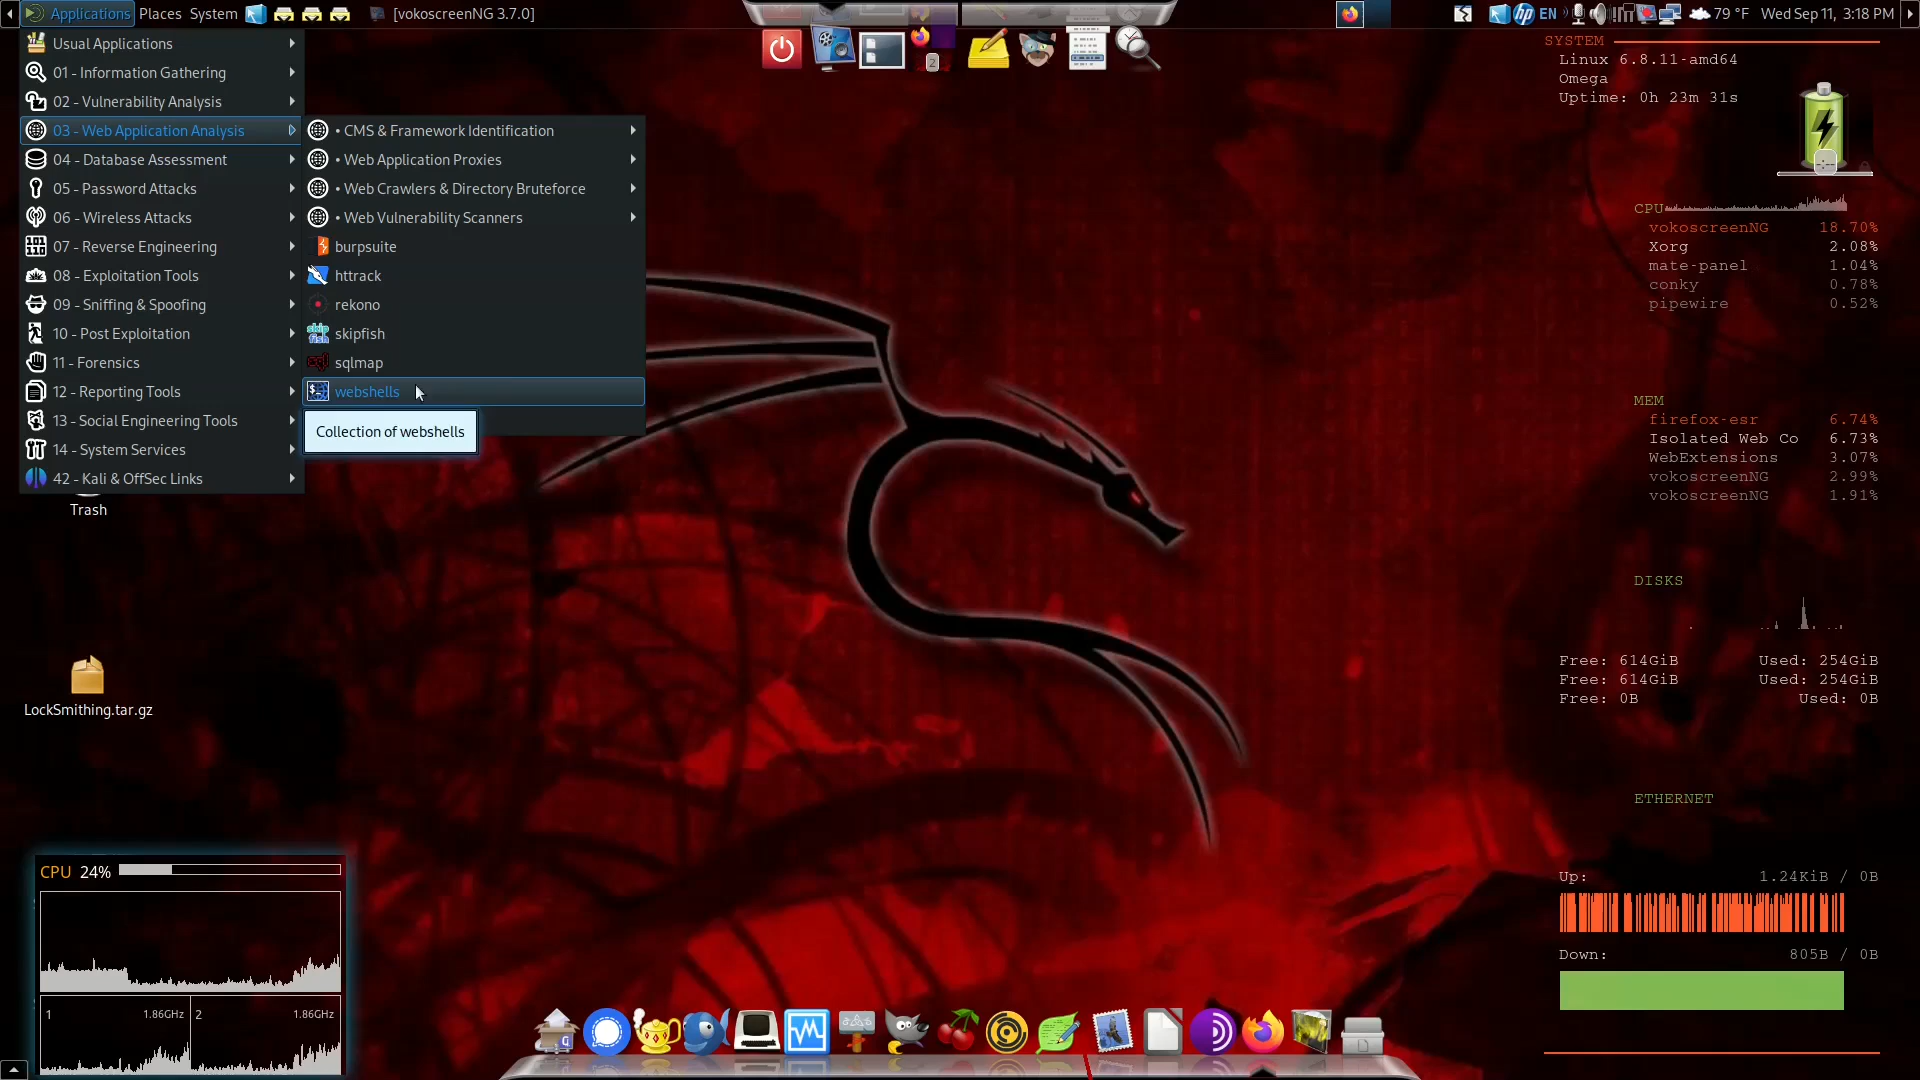 Applications Places System [vokoscreenNG 3.7.0] EN 79 °F Wed Sep 11, 3:18 PM
2
Usual Applications
01 - Information Gathering
02 - Vulnerability Analysis
03 - Web Application Analysis
04 - Database Assessment
05 - Password Attacks
06 - Wireless Attacks
07 - Reverse Engineering
08 - Exploitation Tools
09 - Sniffing & Spoofing
10 - Post Exploitation
11 - Forensics
12 - Reporting Tools
13 - Social Engineering Tools
14 - System Services
42 - Kali & OffSec Links
• CMS & Framework Identification
• Web Application Proxies
• Web Crawlers & Directory Bruteforce
• Web Vulnerability Scanners
burpsuite
httrack
rekono
skipfish
sqlmap
webshells
Collection of webshells
Trash
LockSmithing.tar.gz
CPU 24%
1 1.86GHz 2 1.86GHz
SYSTEM
Linux 6.8.11-amd64
Omega
Uptime: 0h 23m 31s
CPU
vokoscreenNG 18.70%
Xorg 2.08%
mate-panel 1.04%
conky 0.78%
pipewire 0.52%
MEM
firefox-esr 6.74%
Isolated Web Co 6.73%
WebExtensions 3.07%
vokoscreenNG 2.99%
vokoscreenNG 1.91%
DISKS
Free: 614GiB Used: 254GiB
Free: 614GiB Used: 254GiB
Free: 0B Used: 0B
ETHERNET
Up: 1.24KiB / 0B
Down: 805B / 0B